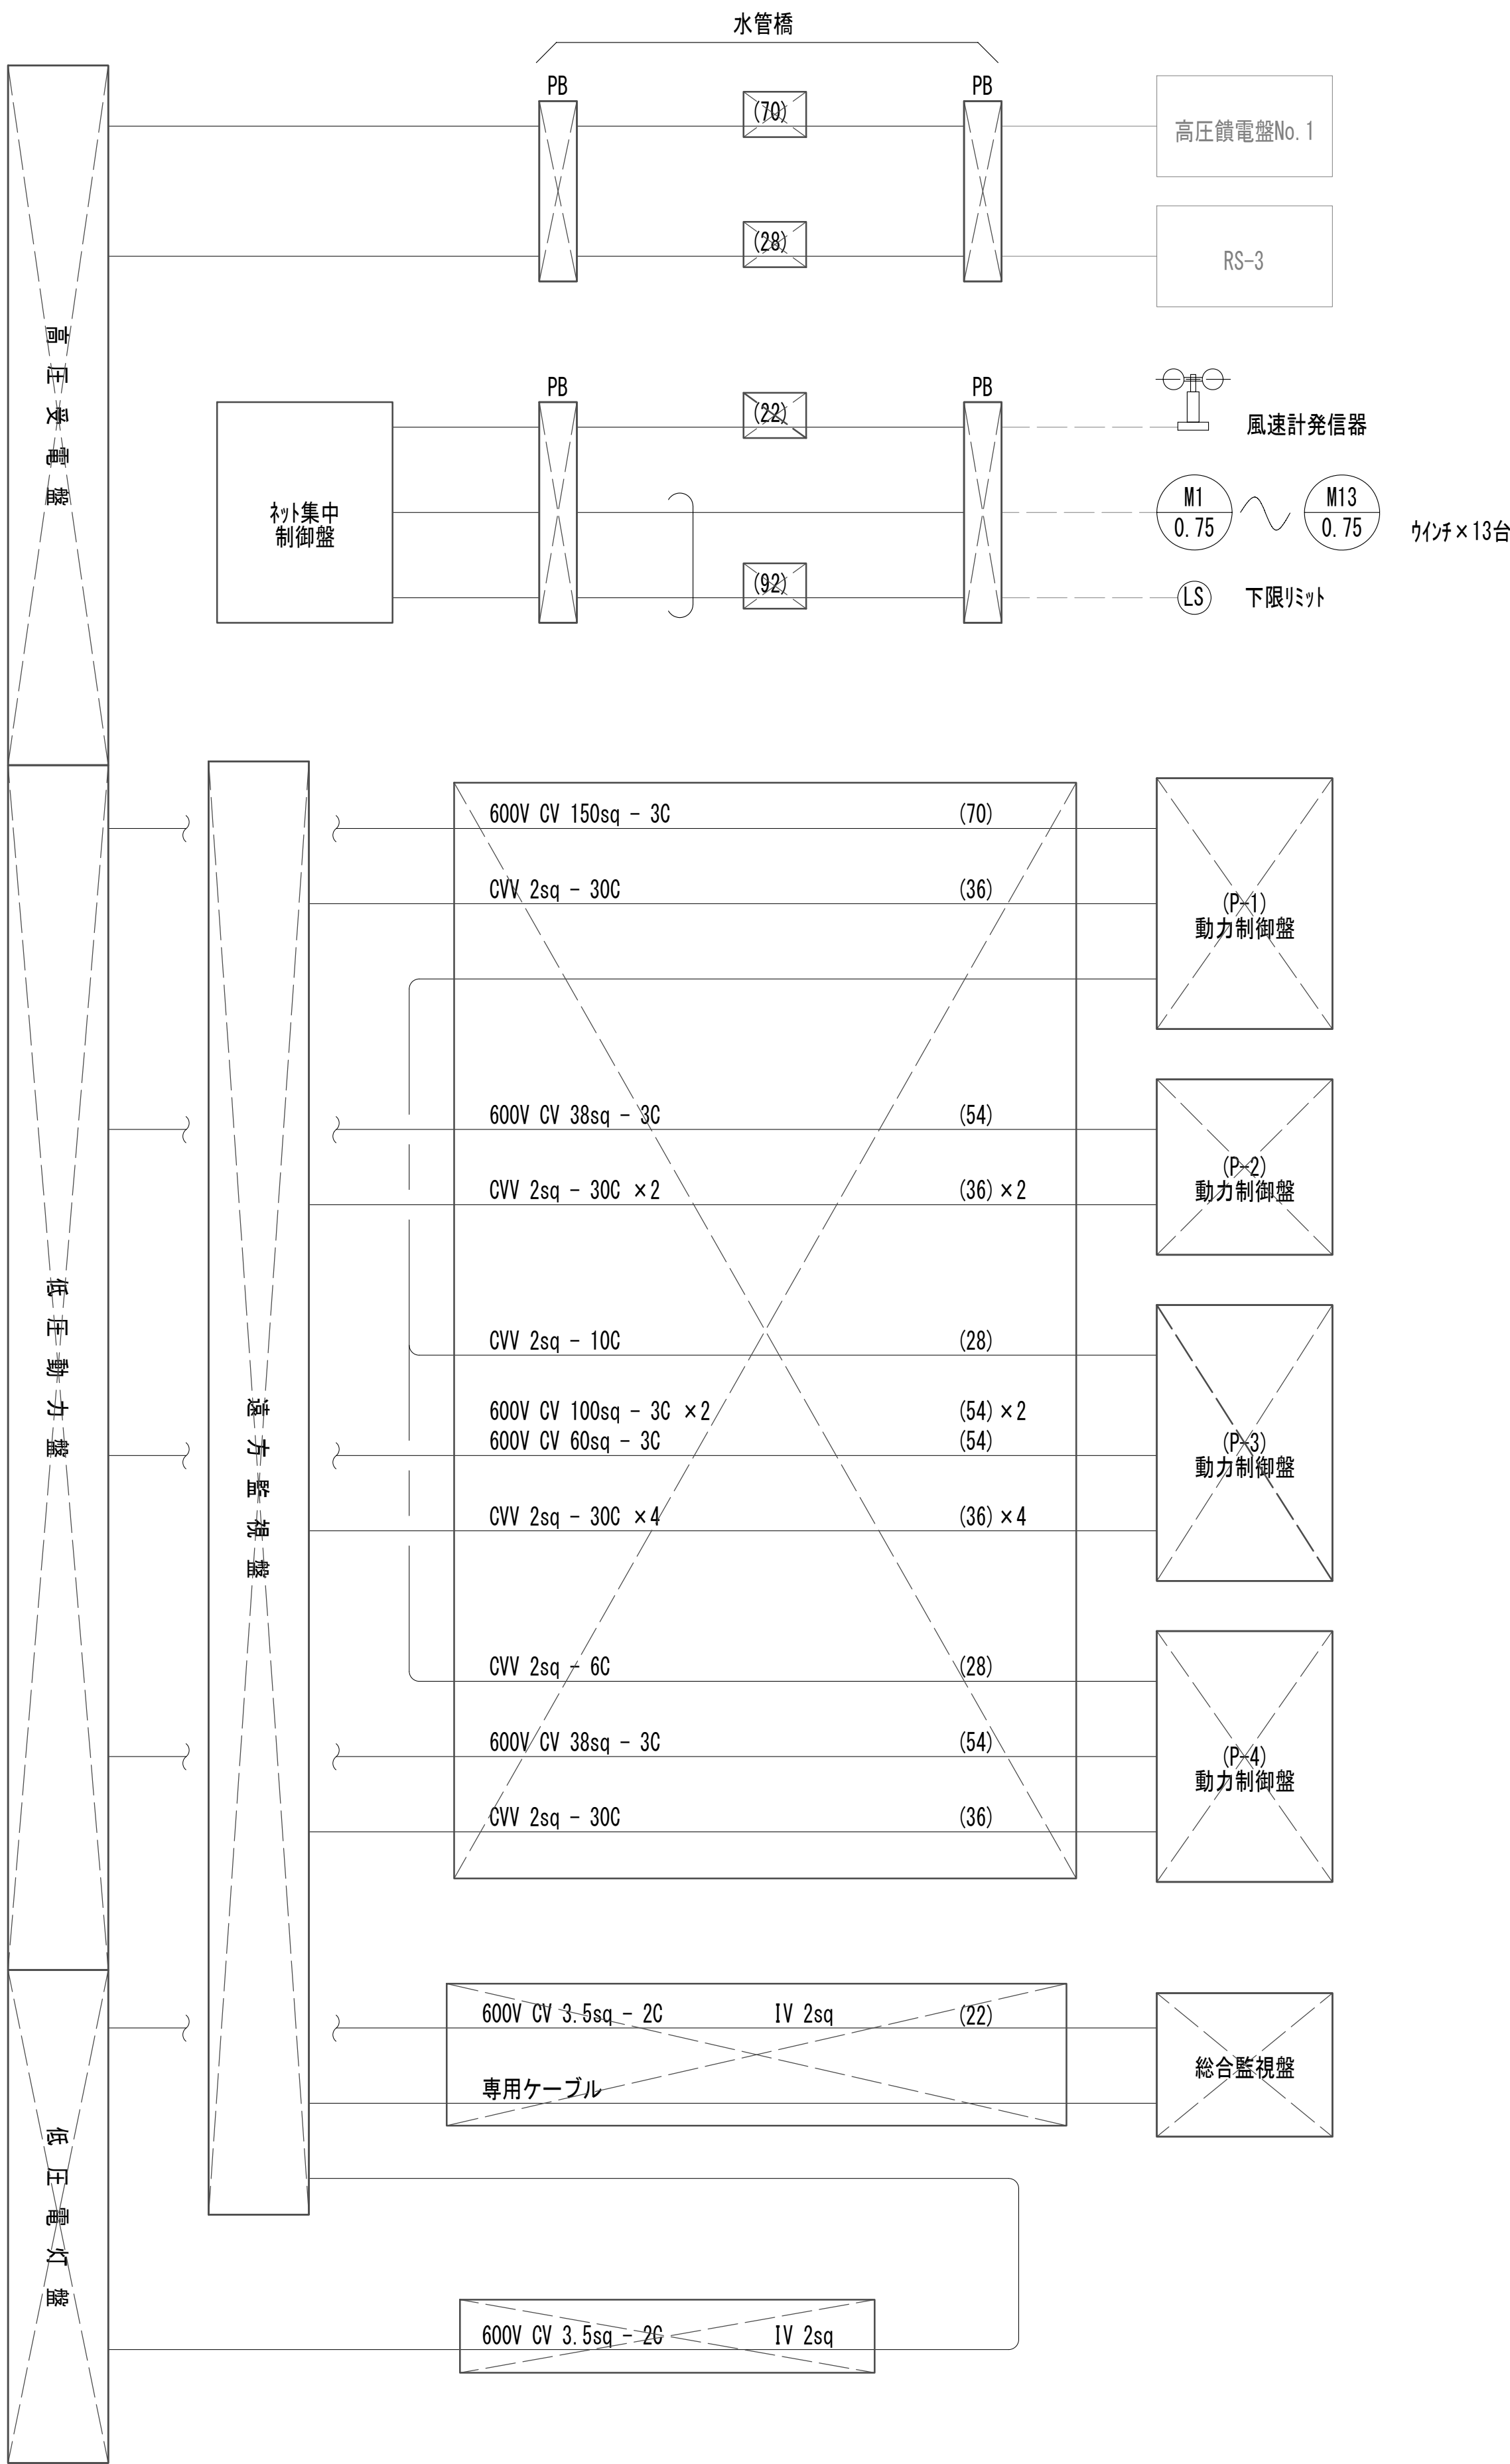 水管橋
PB
PB
(70)
高圧饋電盤No.1
(28)
RS-3
高圧受電盤
PB
PB
(22)
風速計発信器
ﾈｯﾄ集中
制御盤
M1
0.75
M13
0.75
ｳｲﾝﾁ×13台
(92)
LS
下限ﾘﾐｯﾄ
600V CV 150sq - 3C
(70)
CVV 2sq - 30C
(36)
(P-1)
動力制御盤
600V CV 38sq - 3C
(54)
CVV 2sq - 30C ×2
(36)×2
(P-2)
動力制御盤
低圧動力盤
遠方監視盤
CVV 2sq - 10C
(28)
600V CV 100sq - 3C ×2
(54)×2
600V CV 60sq - 3C
(54)
CVV 2sq - 30C ×4
(36)×4
(P-3)
動力制御盤
CVV 2sq - 6C
(28)
600V CV 38sq - 3C
(54)
CVV 2sq - 30C
(36)
(P-4)
動力制御盤
600V CV 3.5sq - 2C
IV 2sq
(22)
専用ケーブル
総合監視盤
低圧電灯盤
600V CV 3.5sq - 2C
IV 2sq